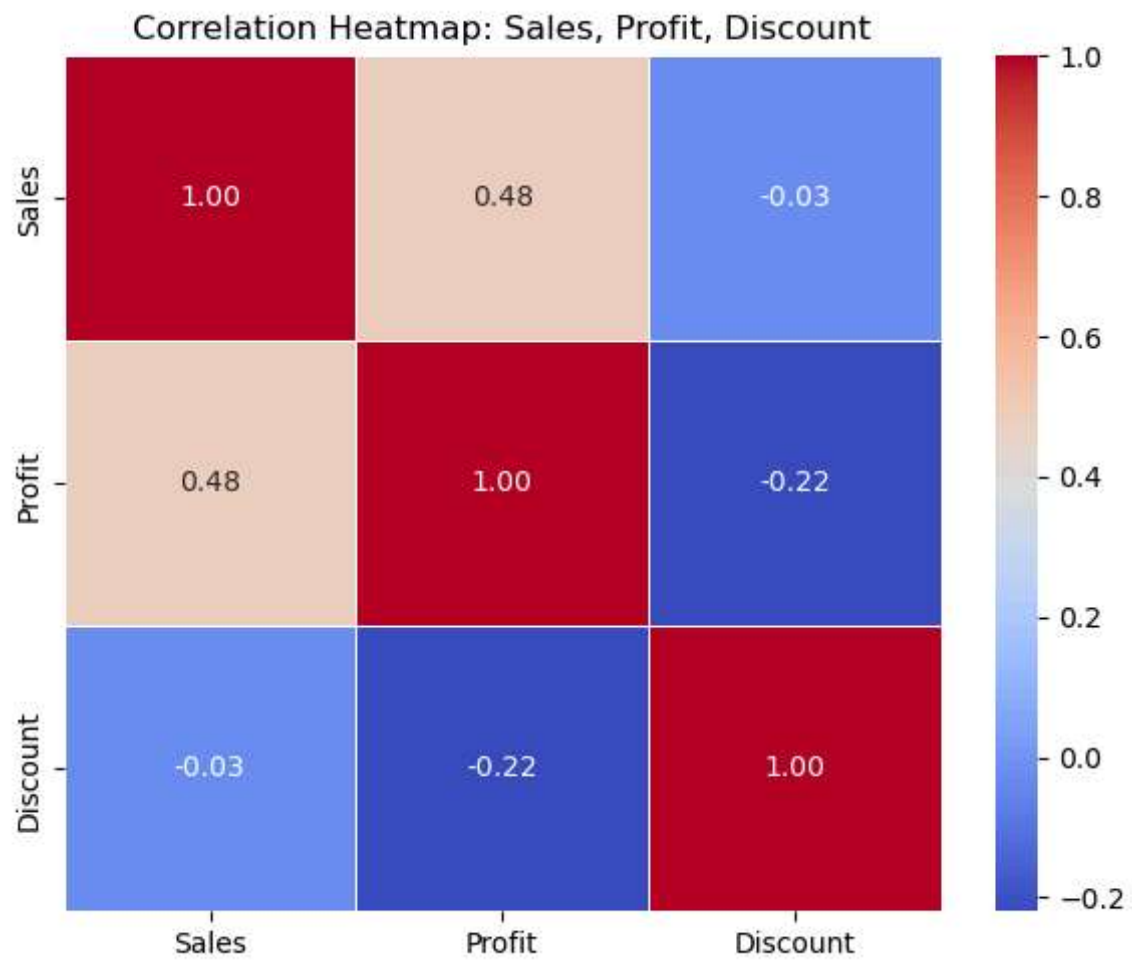 Correlation Heatmap: Sales, Profit, Discount
1.0
Sales
1.00 0.48 -0.03
0.8
0.6
Profit
0.48 1.00 -0.22
0.4
0.2
Discount
-0.03 -0.22 1.00
0.0
−0.2
Sales Profit Discount